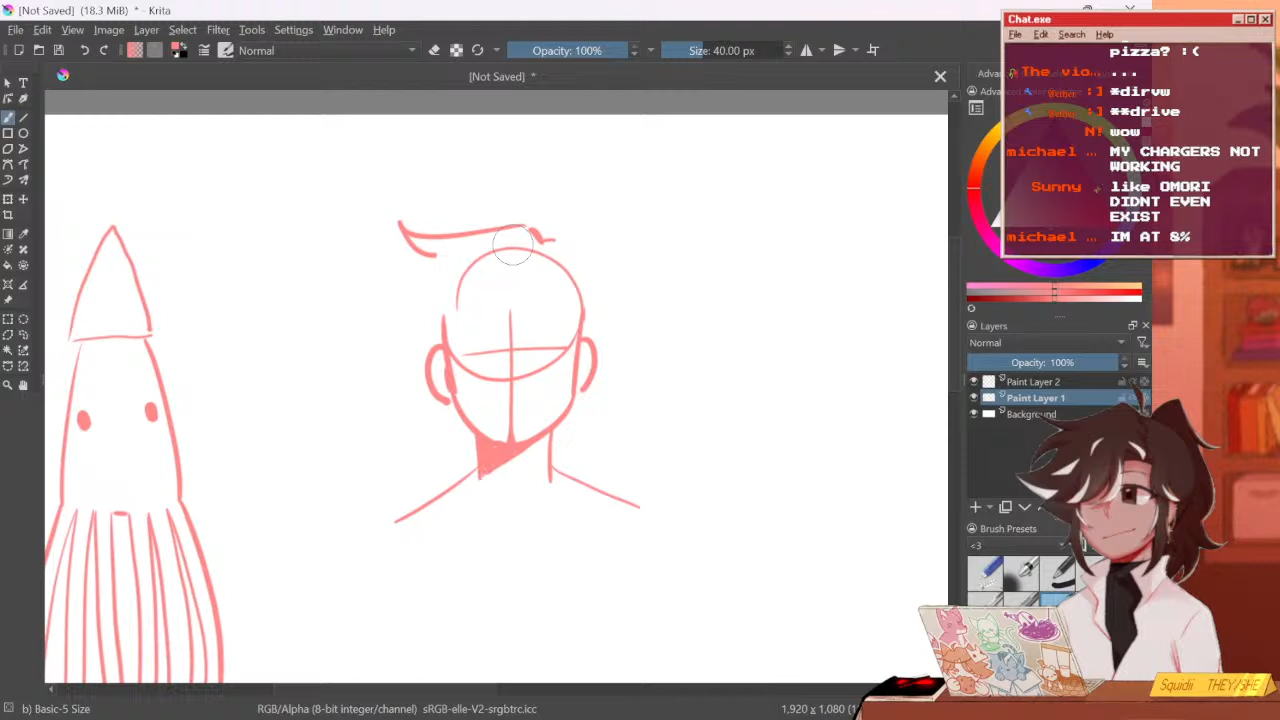 [Not Saved] (18.3 MiB) * - Krita
File Edit View Image Layer Select Filter Tools Settings Window Help
Normal
Opacity: 100%
Size: 40.00 px
[Not Saved] *
Chat.exe
File Edit Search Help
pizza? :(
The vio... ...
:] *dirvw
:] **drive
N! wow
michael ... MY CHARGERS NOT
WORKING
Sunny like OMORI
DIDNT EVEN
EXIST
michael ... IM AT 8%
Layers
Normal
Opacity: 100%
Paint Layer 2
Paint Layer 1
Background
Brush Presets
<3
Squidii THEY/SHE
b) Basic-5 Size
RGB/Alpha (8-bit integer/channel) sRGB-elle-V2-srgbtrc.icc
1,920 x 1,080